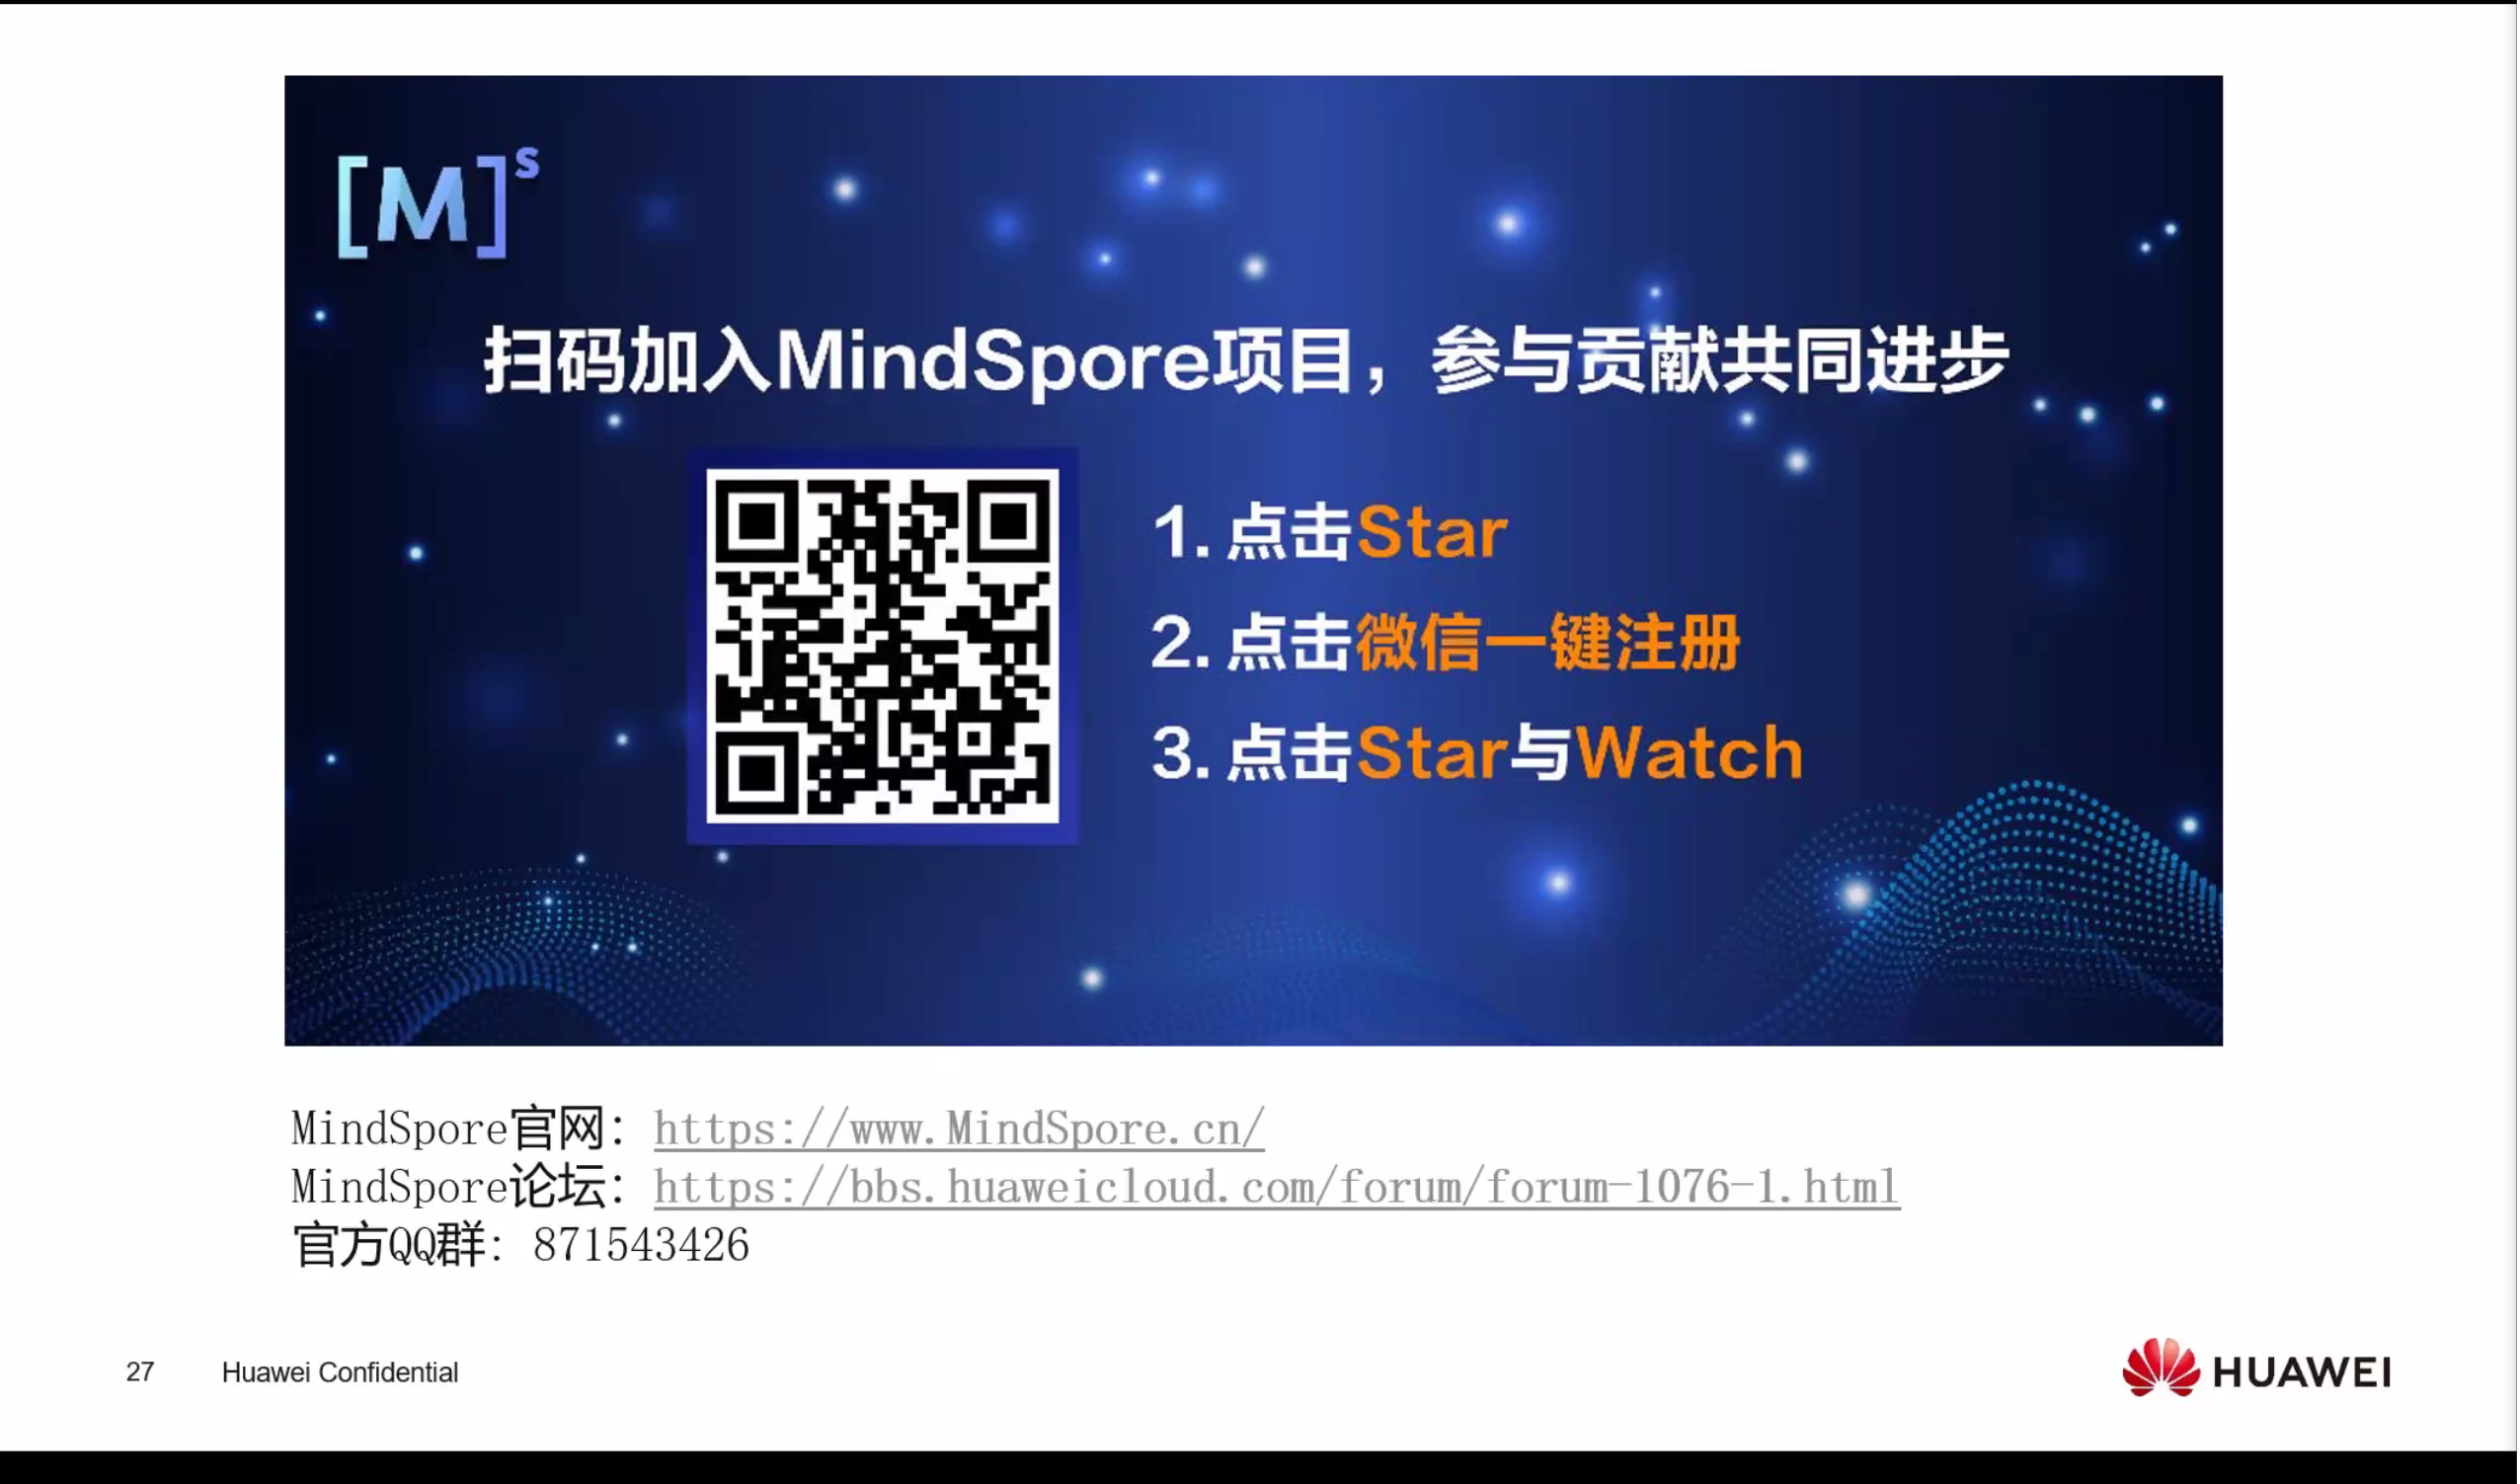 [M]s
扫码加入MindSpore项目，参与贡献共同进步
1. 点击Star
2. 点击微信一键注册
3. 点击Star与Watch
MindSpore官网：https://www.MindSpore.cn/
MindSpore论坛：https://bbs.huaweicloud.com/forum/forum-1076-1.html
官方QQ群：871543426
27 Huawei Confidential
HUAWEI